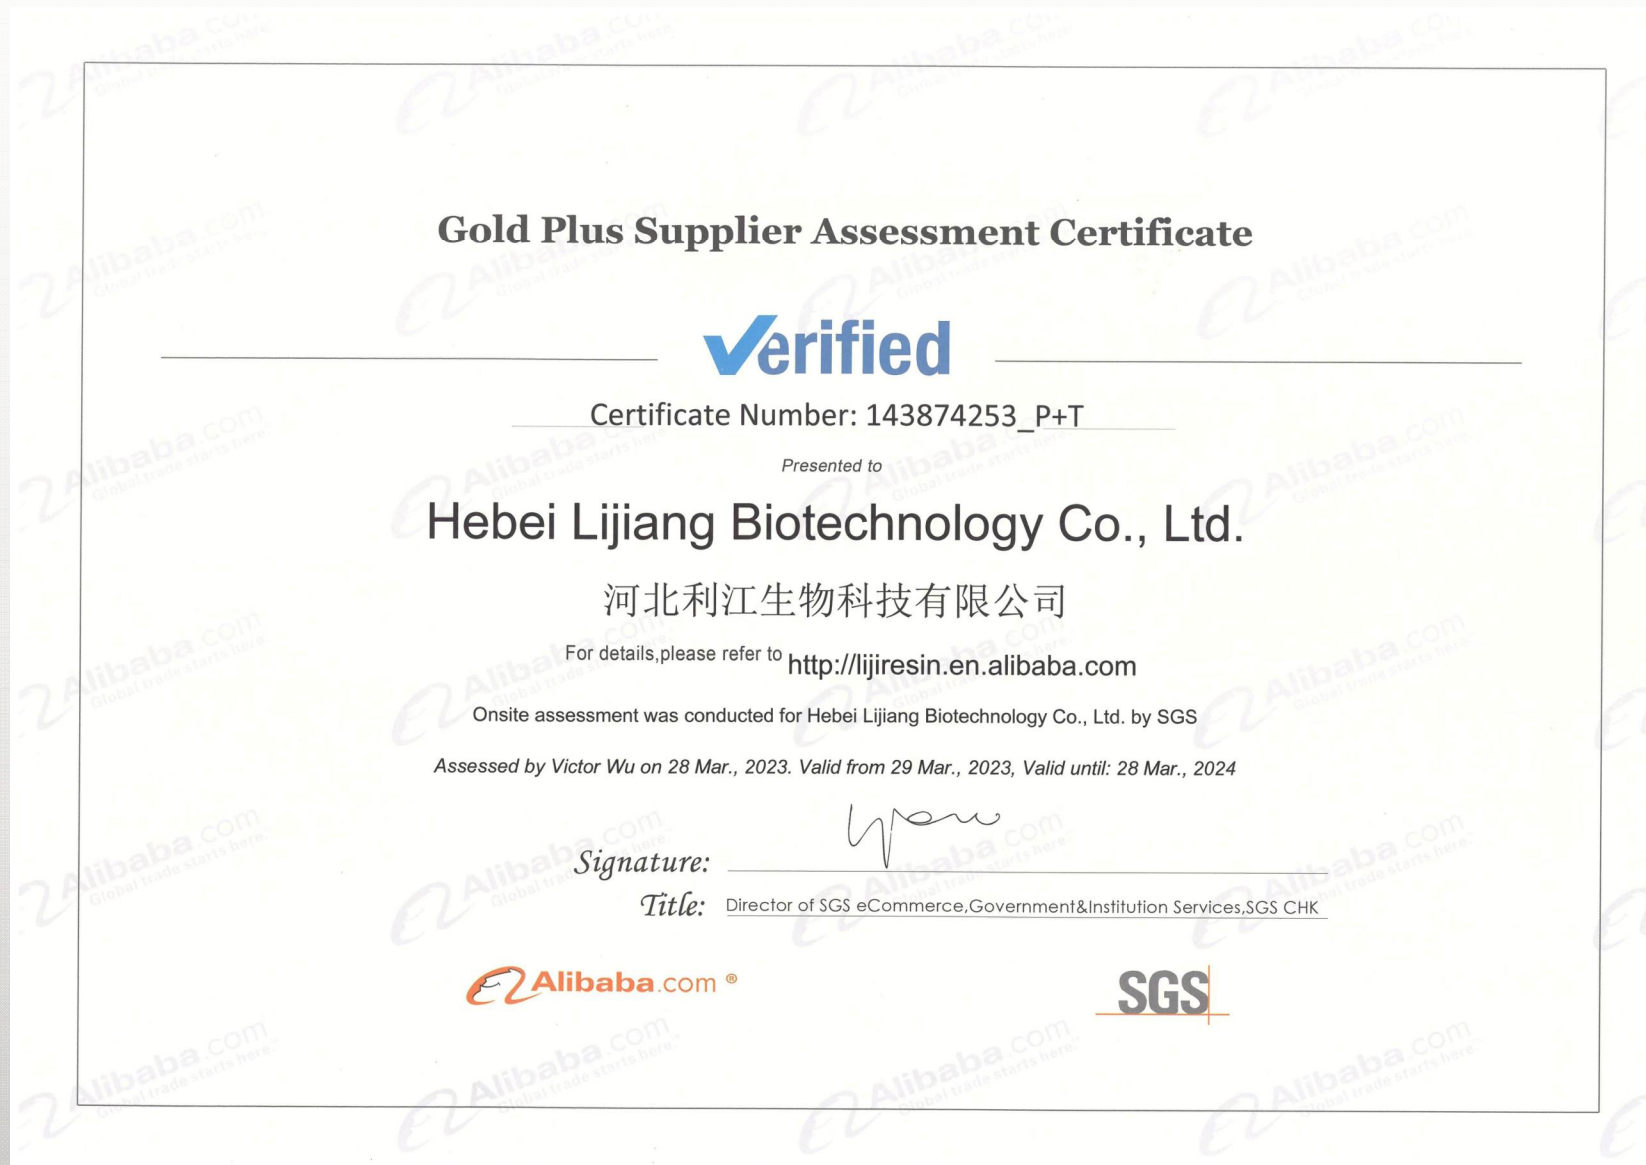 Gold Plus Supplier Assessment Certificate
Verified
Certificate Number: 143874253_P+T
Presented to
Hebei Lijiang Biotechnology Co., Ltd.
河北利江生物科技有限公司
For details,please refer to http://lijiresin.en.alibaba.com
Onsite assessment was conducted for Hebei Lijiang Biotechnology Co., Ltd. by SGS
Assessed by Victor Wu on 28 Mar., 2023. Valid from 29 Mar., 2023, Valid until: 28 Mar., 2024
Signature:
Title: Director of SGS eCommerce,Government&Institution Services,SGS CHK
Alibaba.com ®
SGS